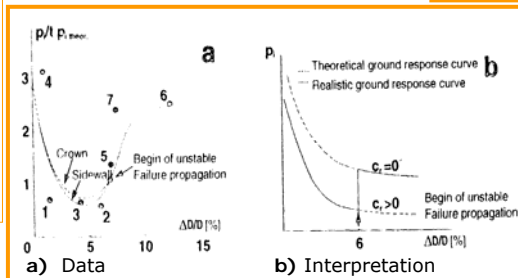 p/t p i theor.
a
3
4
7
6
2
5
Begin of unstable
Failure propagation
Crown
Sidewall
1
1
3
2
0
0
5
10
15
ΔD/D [%]
a) Data
p i
b
Theoretical ground response curve
Realistic ground response curve
c r =0
c r >0
Begin of unstable
Failure propagation
6
ΔD/D [%]
b) Interpretation